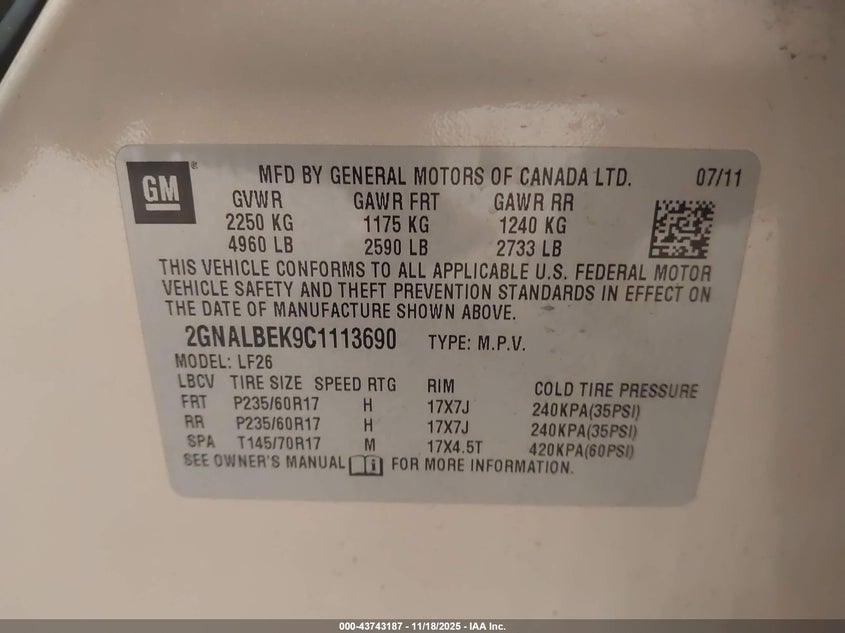 GM ® MFD BY GENERAL MOTORS OF CANADA LTD. 07/11
GVWR GAWR FRT GAWR RR
2250 KG 1175 KG 1240 KG
4960 LB 2590 LB 2733 LB
THIS VEHICLE CONFORMS TO ALL APPLICABLE U.S. FEDERAL MOTOR
VEHICLE SAFETY AND THEFT PREVENTION STANDARDS IN EFFECT ON
THE DATE OF MANUFACTURE SHOWN ABOVE.
2GNALBEK9C1113690 TYPE: M.P.V.
MODEL: LF26
LBCV TIRE SIZE SPEED RTG RIM COLD TIRE PRESSURE
FRT P235/60R17 H 17X7J 240KPA(35PSI)
RR P235/60R17 H 17X7J 240KPA(35PSI)
SPA T145/70R17 M 17X4.5T 420KPA(60PSI)
SEE OWNER'S MANUAL i FOR MORE INFORMATION.
000-43743187 - 11/18/2025 - IAA Inc.